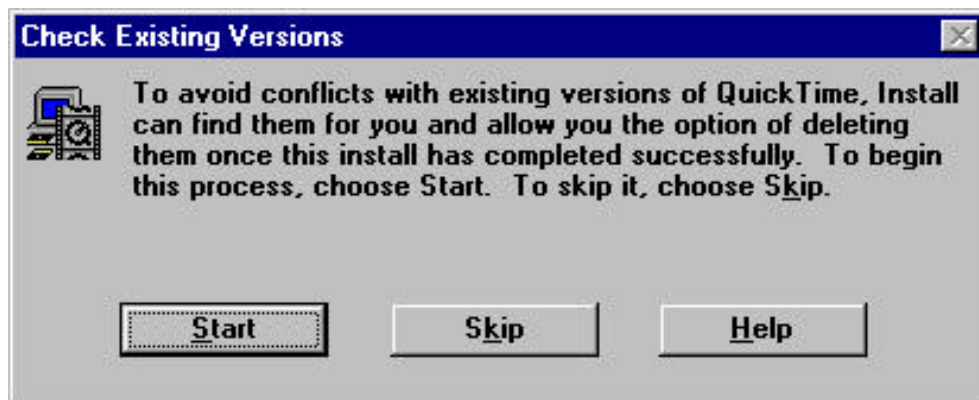 Check Existing Versions
To avoid conflicts with existing versions of QuickTime, Install
can find them for you and allow you the option of deleting
them once this install has completed successfully.  To begin
this process, choose Start.  To skip it, choose Skip.
Start
Skip
Help